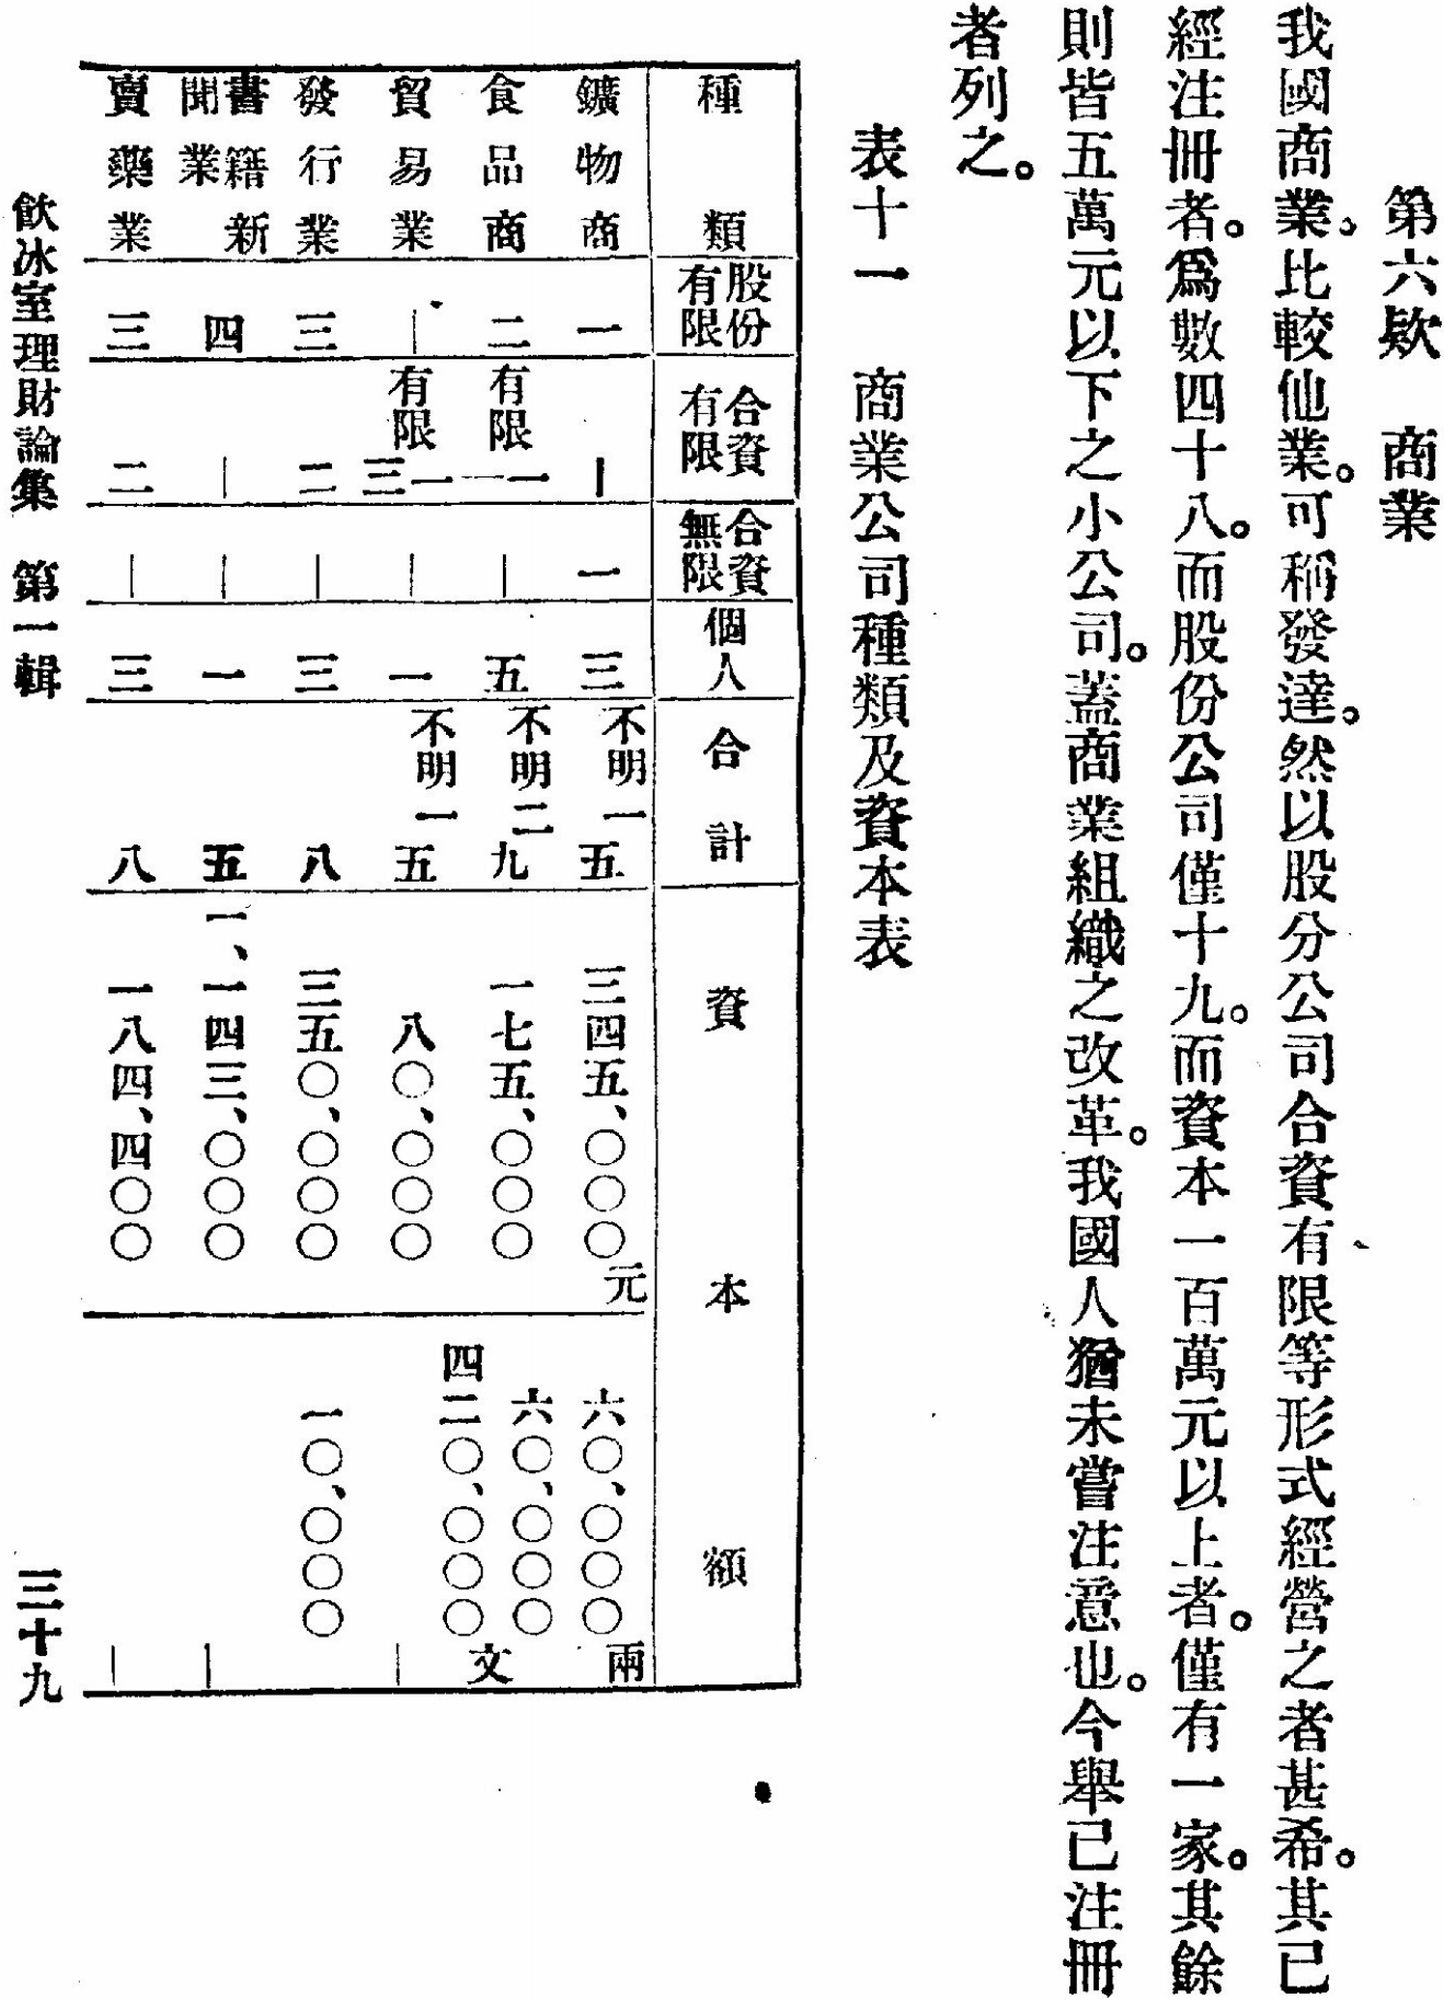 第六欵　商業
我國商業。比較他業。可稱發達。然以股分公司合資有限等形式經營之者甚希。其已
經注冊者。爲數四十八。而股份公司僅十九。而資本一百萬元以上者。僅有一家。其餘
則皆五萬元以下之小公司。蓋商業組織之改革。我國人猶未嘗注意也。今舉已注冊
者列之。
表十一　商業公司種類及資本表
種類　股份有限　合資有限　合資無限　個人　合計　資本額
鑛物商　一　｜　一　三　不明一　五　三四五、〇〇〇元　六〇、〇〇〇兩
食品商　二　有限一一　｜　五　不明二　九　一七五、〇〇〇　六〇、〇〇〇　四二〇、〇〇〇文
貿易業　｜　有限一三　｜　一　不明一　五　八〇、〇〇〇　｜
發行業　三　二　｜　三　八　三五〇、〇〇〇　一〇、〇〇〇
書籍新聞業　四　｜　｜　一　五　一、一四三、〇〇〇　｜
賣藥業　三　二　｜　三　八　一八四、四〇〇　｜
飲冰室理財論集　第一輯　三十九